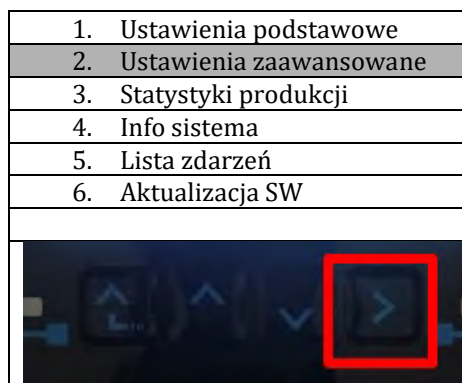 1. Ustawienia podstawowe
2. Ustawienia zaawansowane
3. Statystyki produkcji
4. Info sistema
5. Lista zdarzeń
6. Aktualizacja SW